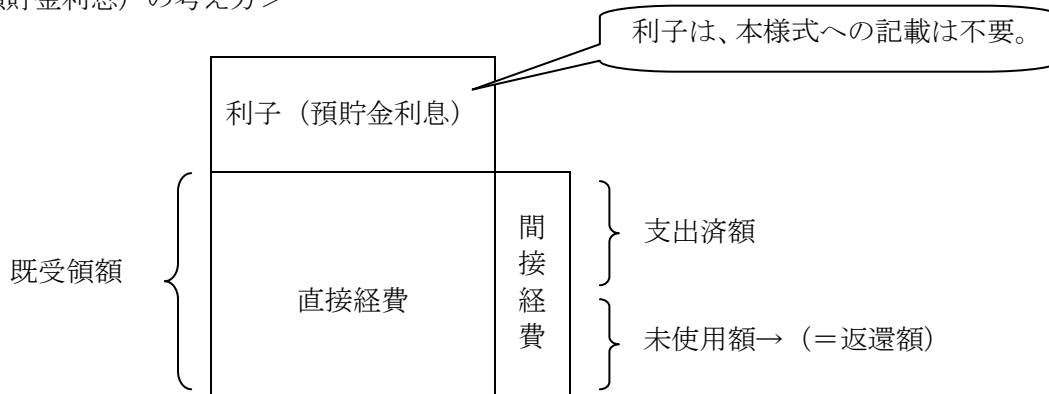 預貯金利息）の考え方＞
利子は、本様式への記載は不要。
利子（預貯金利息）
既受領額
直接経費
間接経費
支出済額
未使用額→（＝返還額）